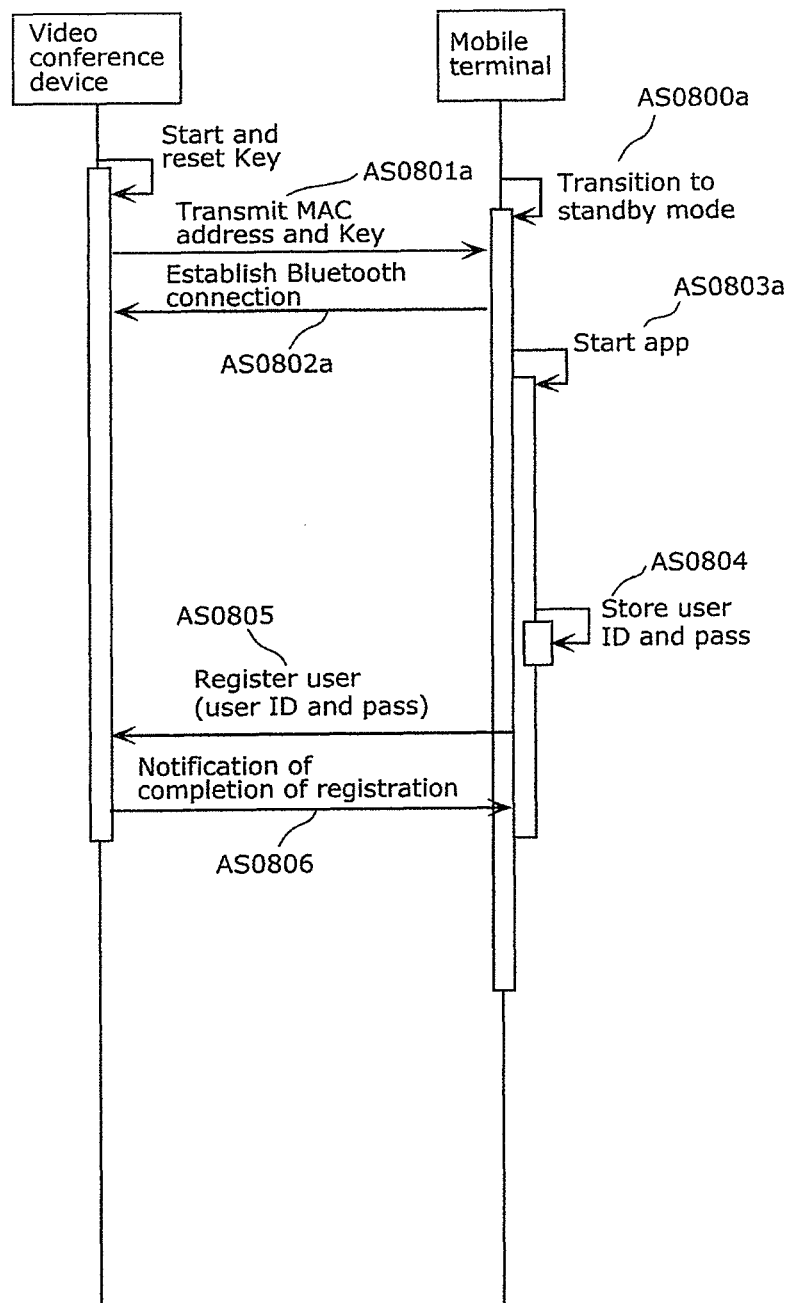 Video
conference
device
Mobile
terminal
AS0800a
Start and
reset Key
AS0801a
Transition to
standby mode
Transmit MAC
address and Key
Establish Bluetooth
connection
AS0803a
Start app
AS0802a
AS0804
Store user
ID and pass
AS0805
Register user
(user ID and pass)
Notification of
completion of registration
AS0806